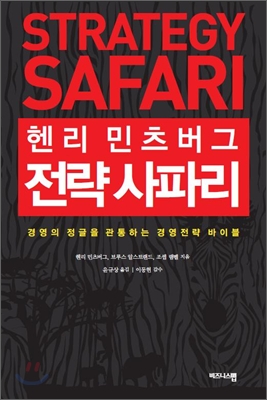 STRATEGY
SAFARI
헨리 민츠버그
전략 사파리
경영의 정글을 관통하는 경영전략 바이블
헨리 민츠버그, 브루스 알스트랜드, 조셉 램펠 지음
윤규상 옮김 / 이동현 감수
비즈니스맵